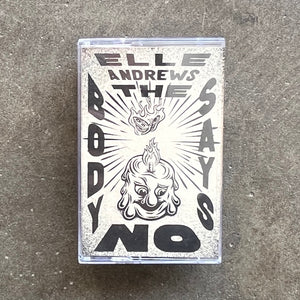 ELLE
ANDREWS
THE
BODY
SAYS
NO